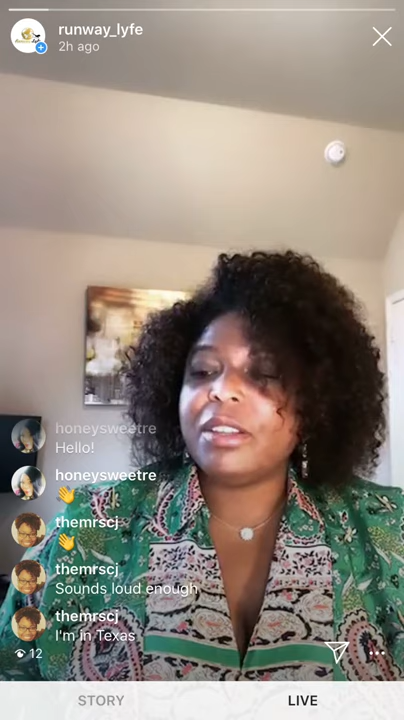 runway_lyfe
2h ago
honeysweetre
Hello!
honeysweetre
👋
themrscj
👋
themrscj
Sounds loud enough
themrscj
I'm in Texas
12
STORY
LIVE